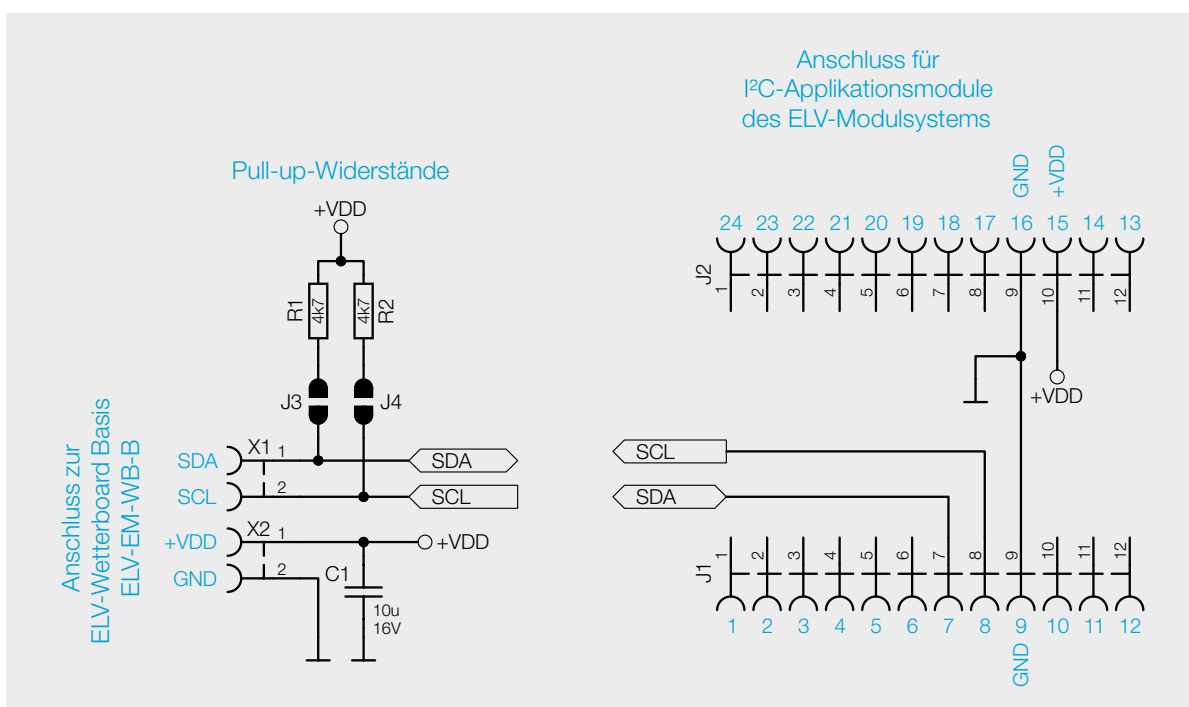 Anschluss für
I²C-Applikationsmodule
des ELV-Modulsystems
Pull-up-Widerstände
+VDD
R1
4k7
4k7
R2
J3
J4
Anschluss zur
ELV-Wetterboard Basis
ELV-EM-WB-B
SDA
X1
1
SDA
SCL
2
SCL
+VDD
X2
1
+VDD
GND
2
C1
10u
16V
GND
+VDD
24 23 22 21 20 19 18 17 16 15 14 13
J2
1 2 3 4 5 6 7 8 9 10 11 12
+VDD
SCL
SDA
J1
1 2 3 4 5 6 7 8 9 10 11 12
1 2 3 4 5 6 7 8 9 10 11 12
GND